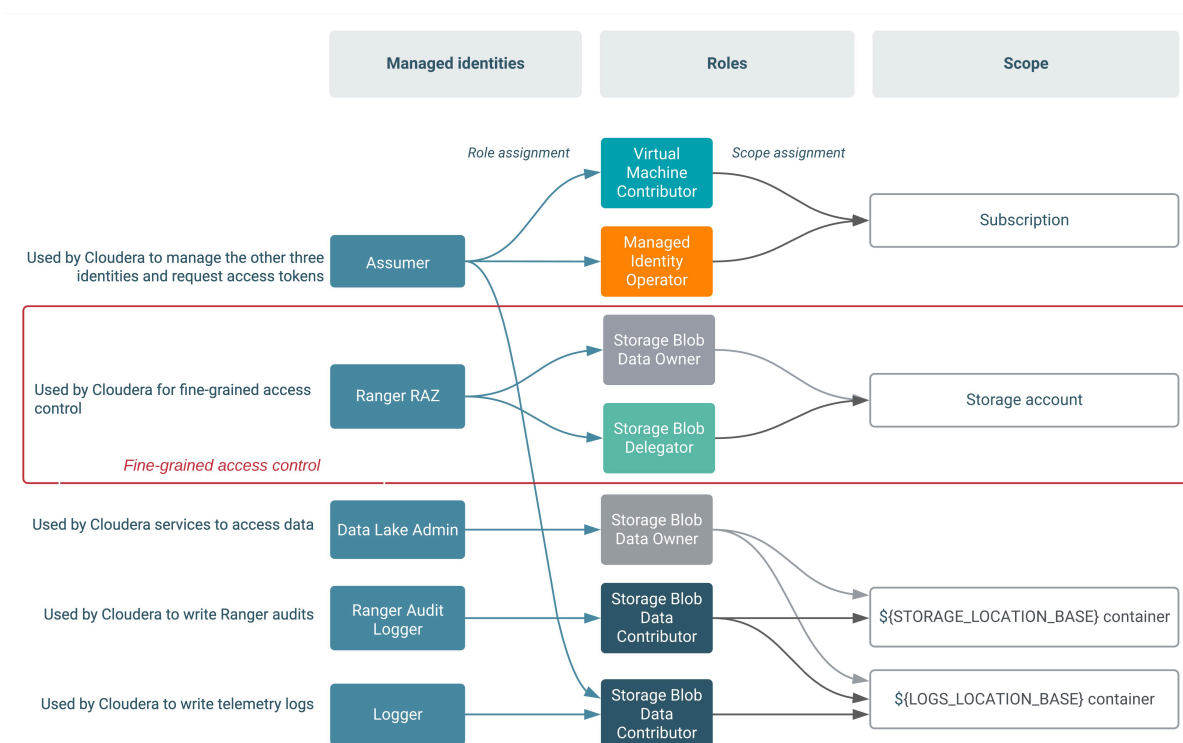 Managed identities
Roles
Scope
Role assignment
Scope assignment
Virtual
Machine
Contributor
Subscription
Used by Cloudera to manage the other three
identities and request access tokens
Assumer
Managed
Identity
Operator
Storage Blob
Data Owner
Used by Cloudera for fine-grained access
control
Ranger RAZ
Storage account
Storage Blob
Delegator
Fine-grained access control
Used by Cloudera services to access data
Data Lake Admin
Storage Blob
Data Owner
Used by Cloudera to write Ranger audits
Ranger Audit
Logger
Storage Blob
Data
Contributor
${STORAGE_LOCATION_BASE} container
Used by Cloudera to write telemetry logs
Logger
Storage Blob
Data
Contributor
${LOGS_LOCATION_BASE} container